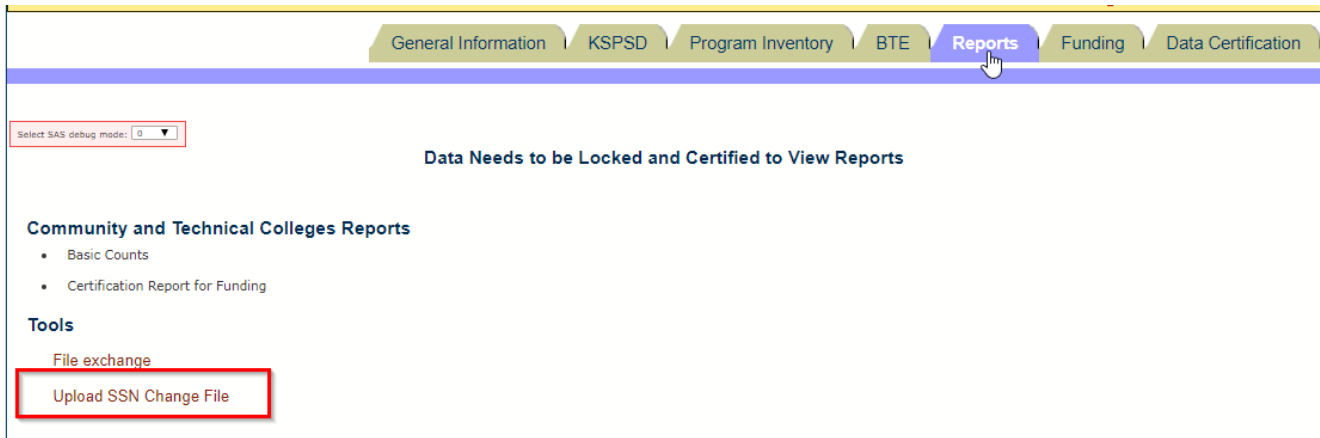 General Information KSPSD Program Inventory BTE Reports Funding Data Certification
Select SAS debug mode: 0
Data Needs to be Locked and Certified to View Reports
Community and Technical Colleges Reports
• Basic Counts
• Certification Report for Funding
Tools
File exchange
Upload SSN Change File